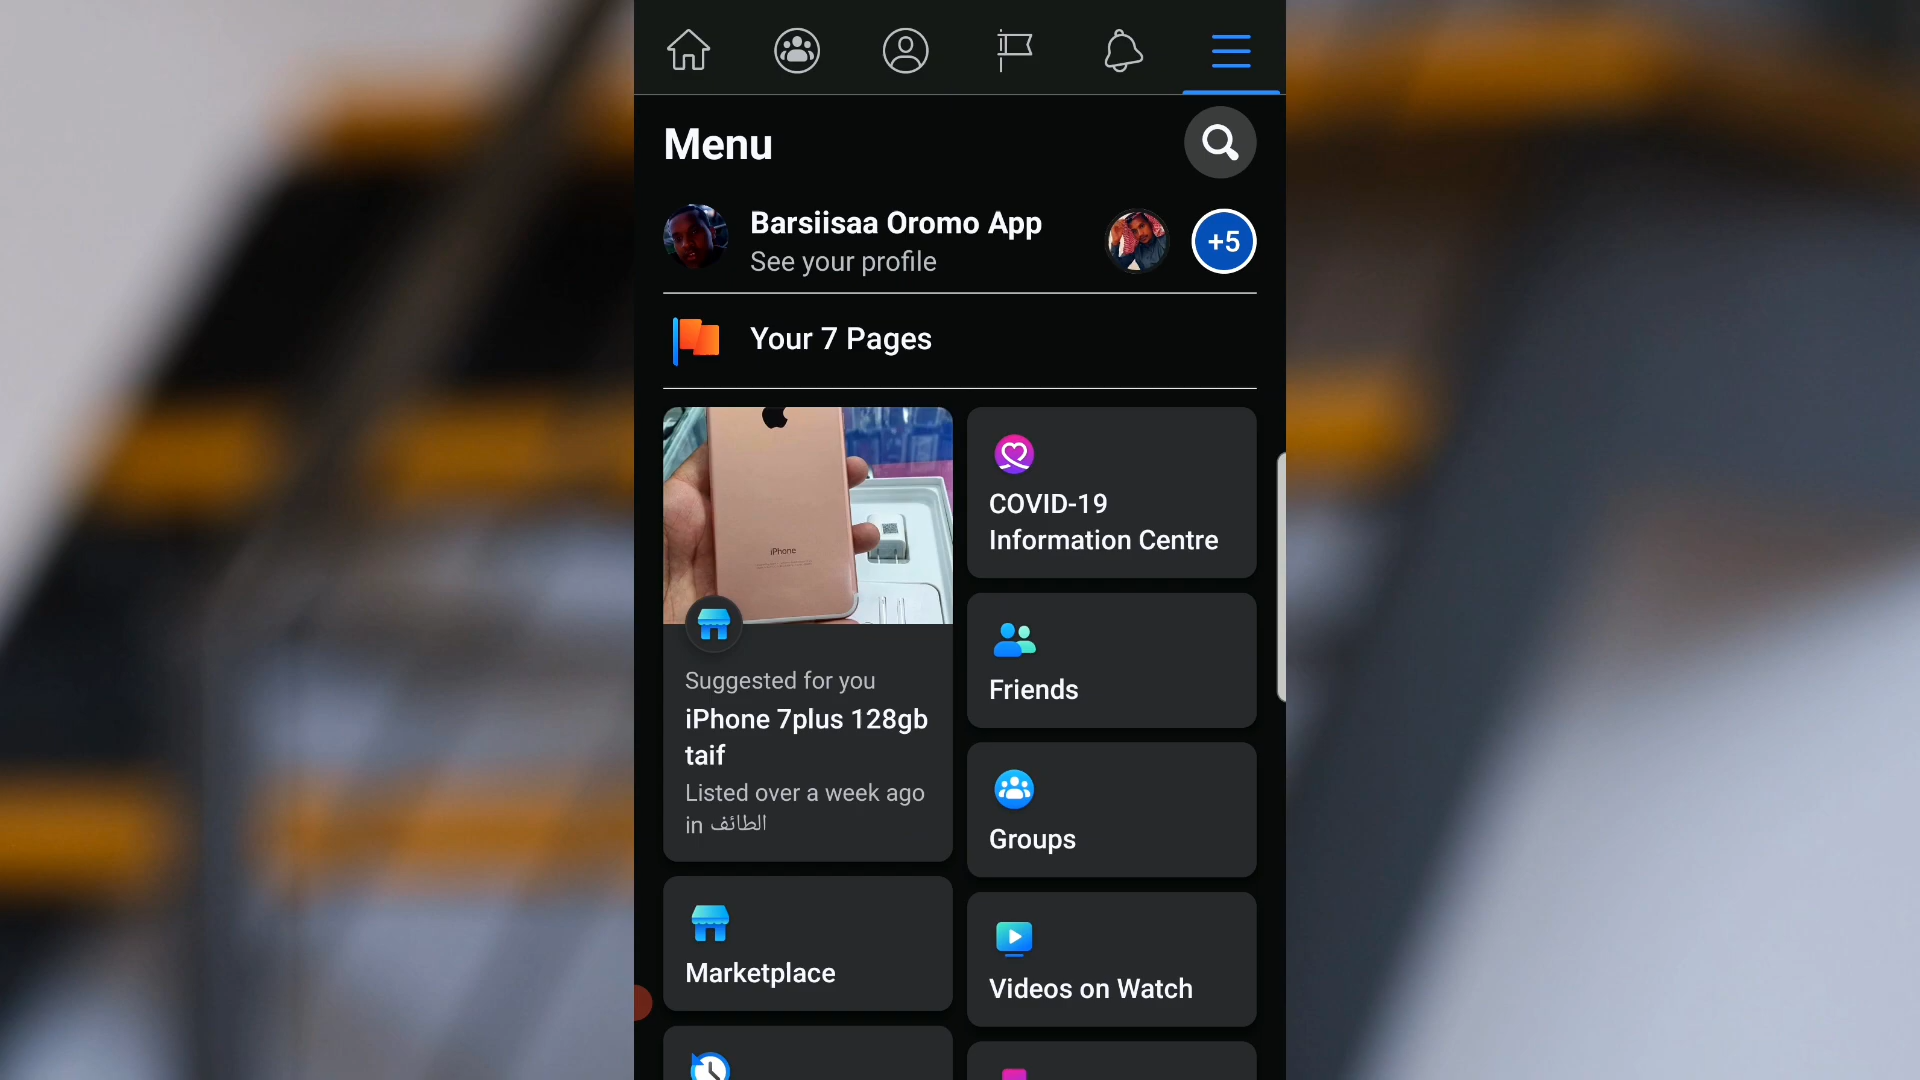 Menu
Barsiisaa Oromo App
See your profile
+5
Your 7 Pages
iPhone
Suggested for you
iPhone 7plus 128gb
taif
Listed over a week ago
in الطائف
Marketplace
COVID-19
Information Centre
Friends
Groups
Videos on Watch